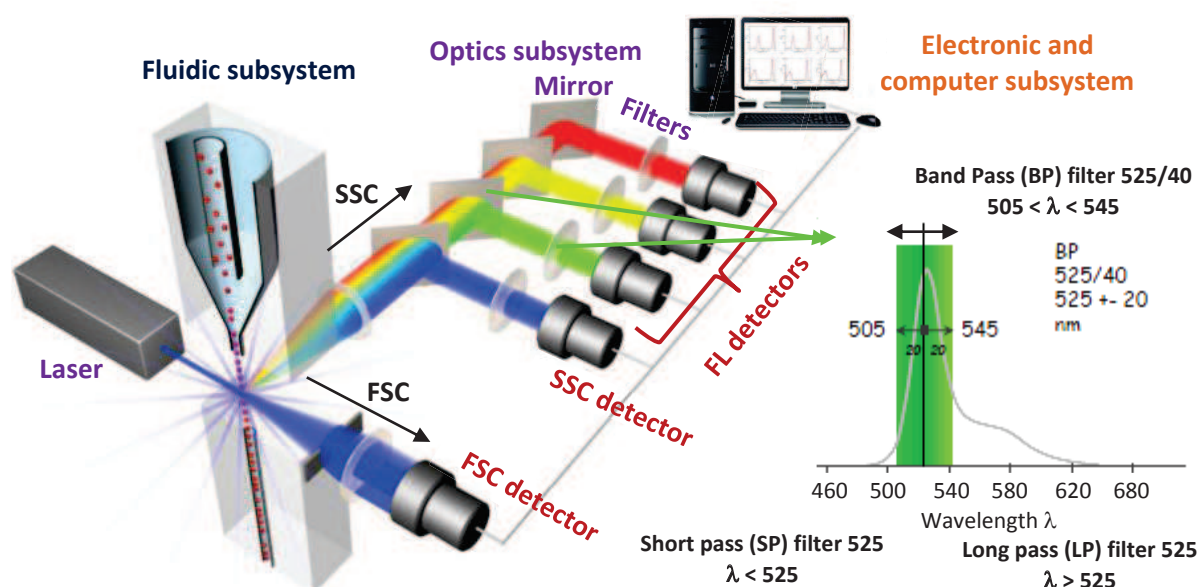 Fluidic subsystem
Optics subsystem
Mirror
Filters
Electronic and
computer subsystem
SSC
Laser
FSC
FSC detector
SSC detector
FL detectors
Band Pass (BP) filter 525/40
505 < λ < 545
BP
525/40
525 +- 20
nm
505 545
20 20
460 500 540 580 620 680
Wavelength λ
Short pass (SP) filter 525
λ < 525
Long pass (LP) filter 525
λ > 525